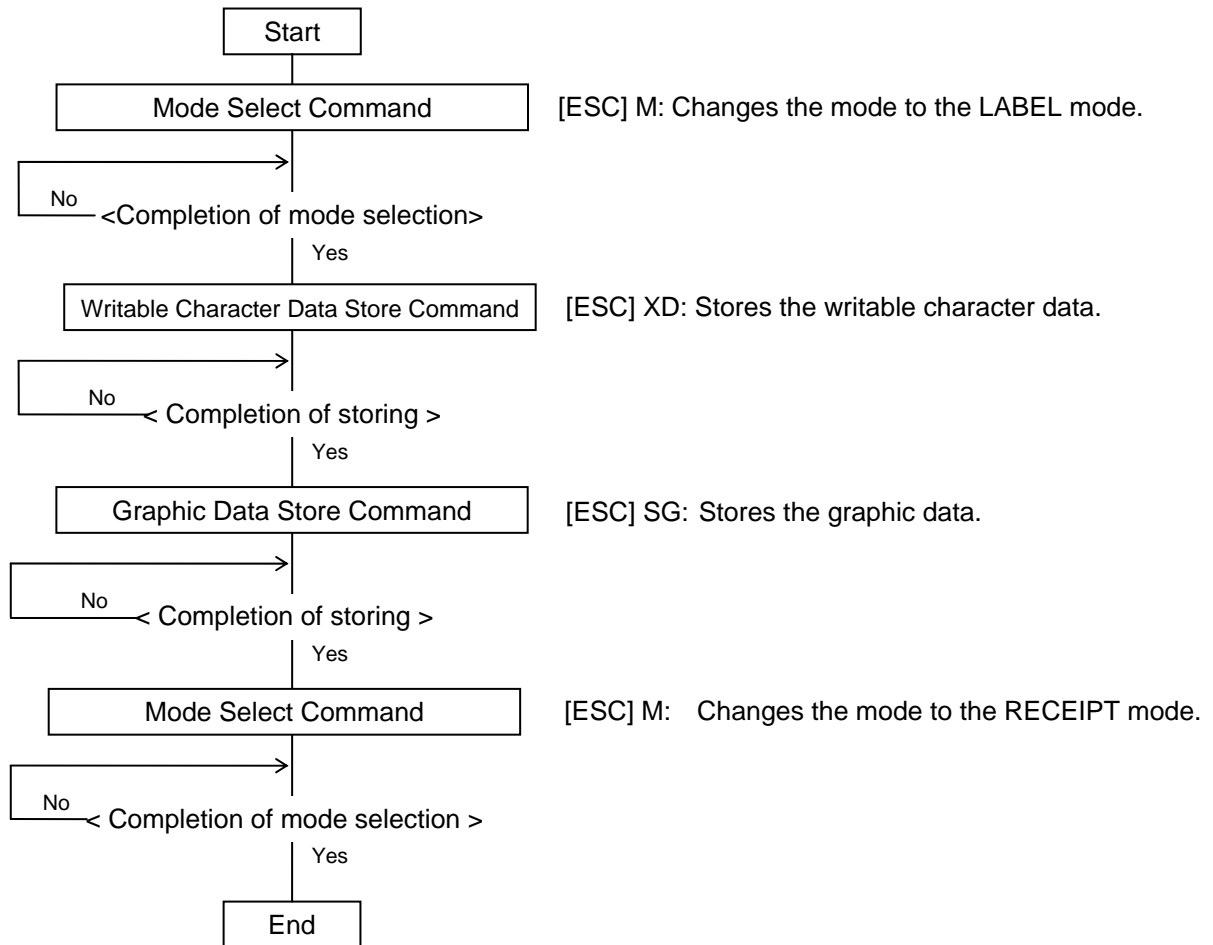 Start
Mode Select Command [ESC] M: Changes the mode to the LABEL mode.
No
<Completion of mode selection>
Yes
Writable Character Data Store Command [ESC] XD: Stores the writable character data.
No
< Completion of storing >
Yes
Graphic Data Store Command [ESC] SG: Stores the graphic data.
No
< Completion of storing >
Yes
Mode Select Command [ESC] M: Changes the mode to the RECEIPT mode.
No
< Completion of mode selection >
Yes
End